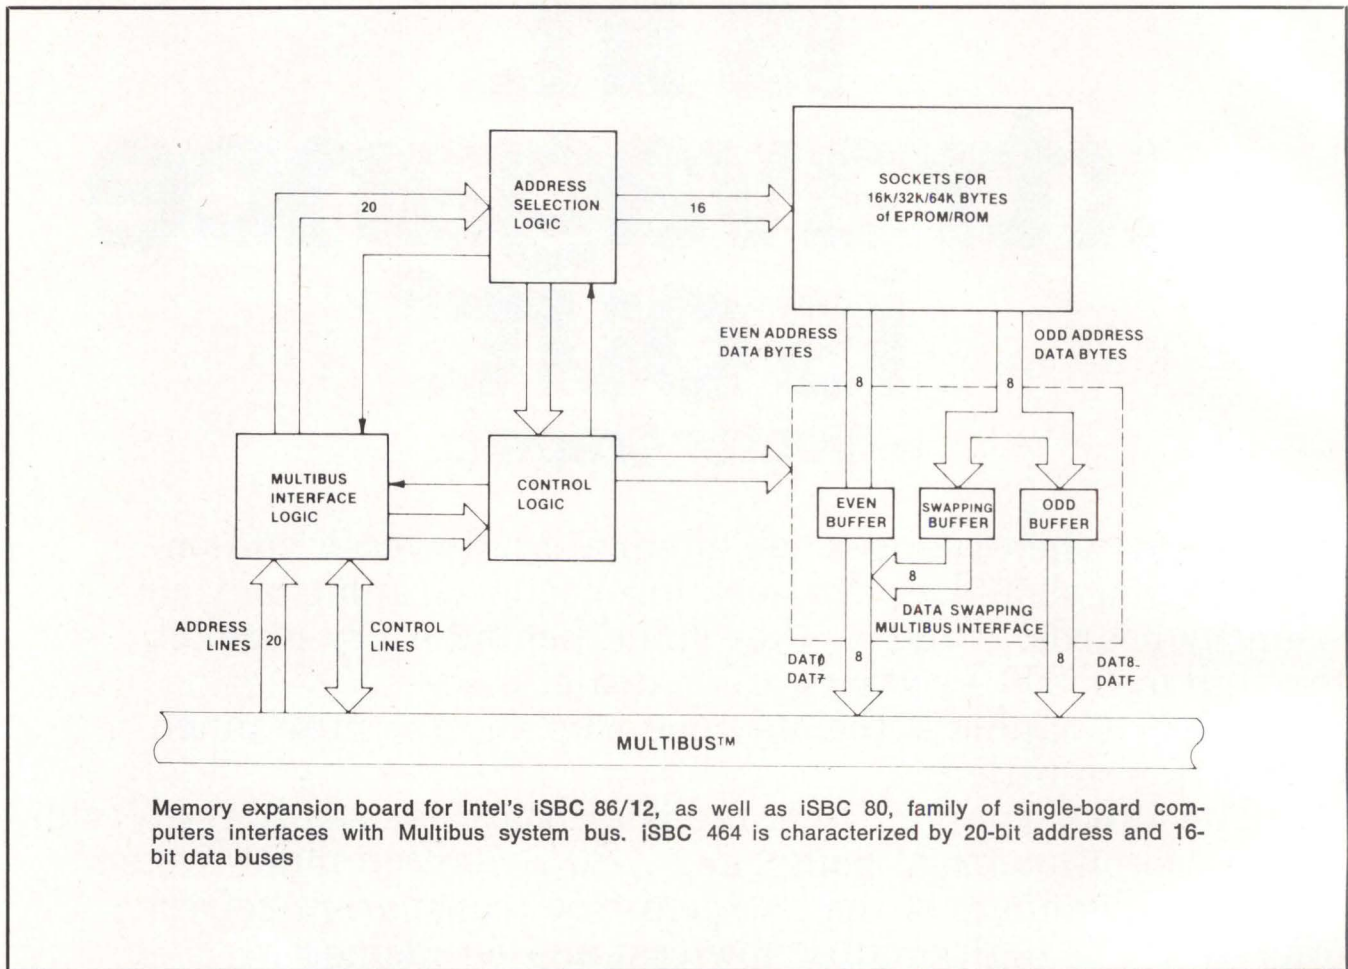 ADDRESS
SELECTION
LOGIC
20
16
SOCKETS FOR
16K/32K/64K BYTES
of EPROM/ROM
EVEN ADDRESS
DATA BYTES
ODD ADDRESS
DATA BYTES
8
8
MULTIBUS
INTERFACE
LOGIC
CONTROL
LOGIC
EVEN
BUFFER
SWAPPING
BUFFER
ODD
BUFFER
8
DATA SWAPPING
MULTIBUS INTERFACE
ADDRESS
LINES
20
CONTROL
LINES
DAT0
DAT7
8
8
DAT8-
DATF
MULTIBUS™
Memory expansion board for Intel's iSBC 86/12, as well as iSBC 80, family of single-board com-
puters interfaces with Multibus system bus. iSBC 464 is characterized by 20-bit address and 16-
bit data buses